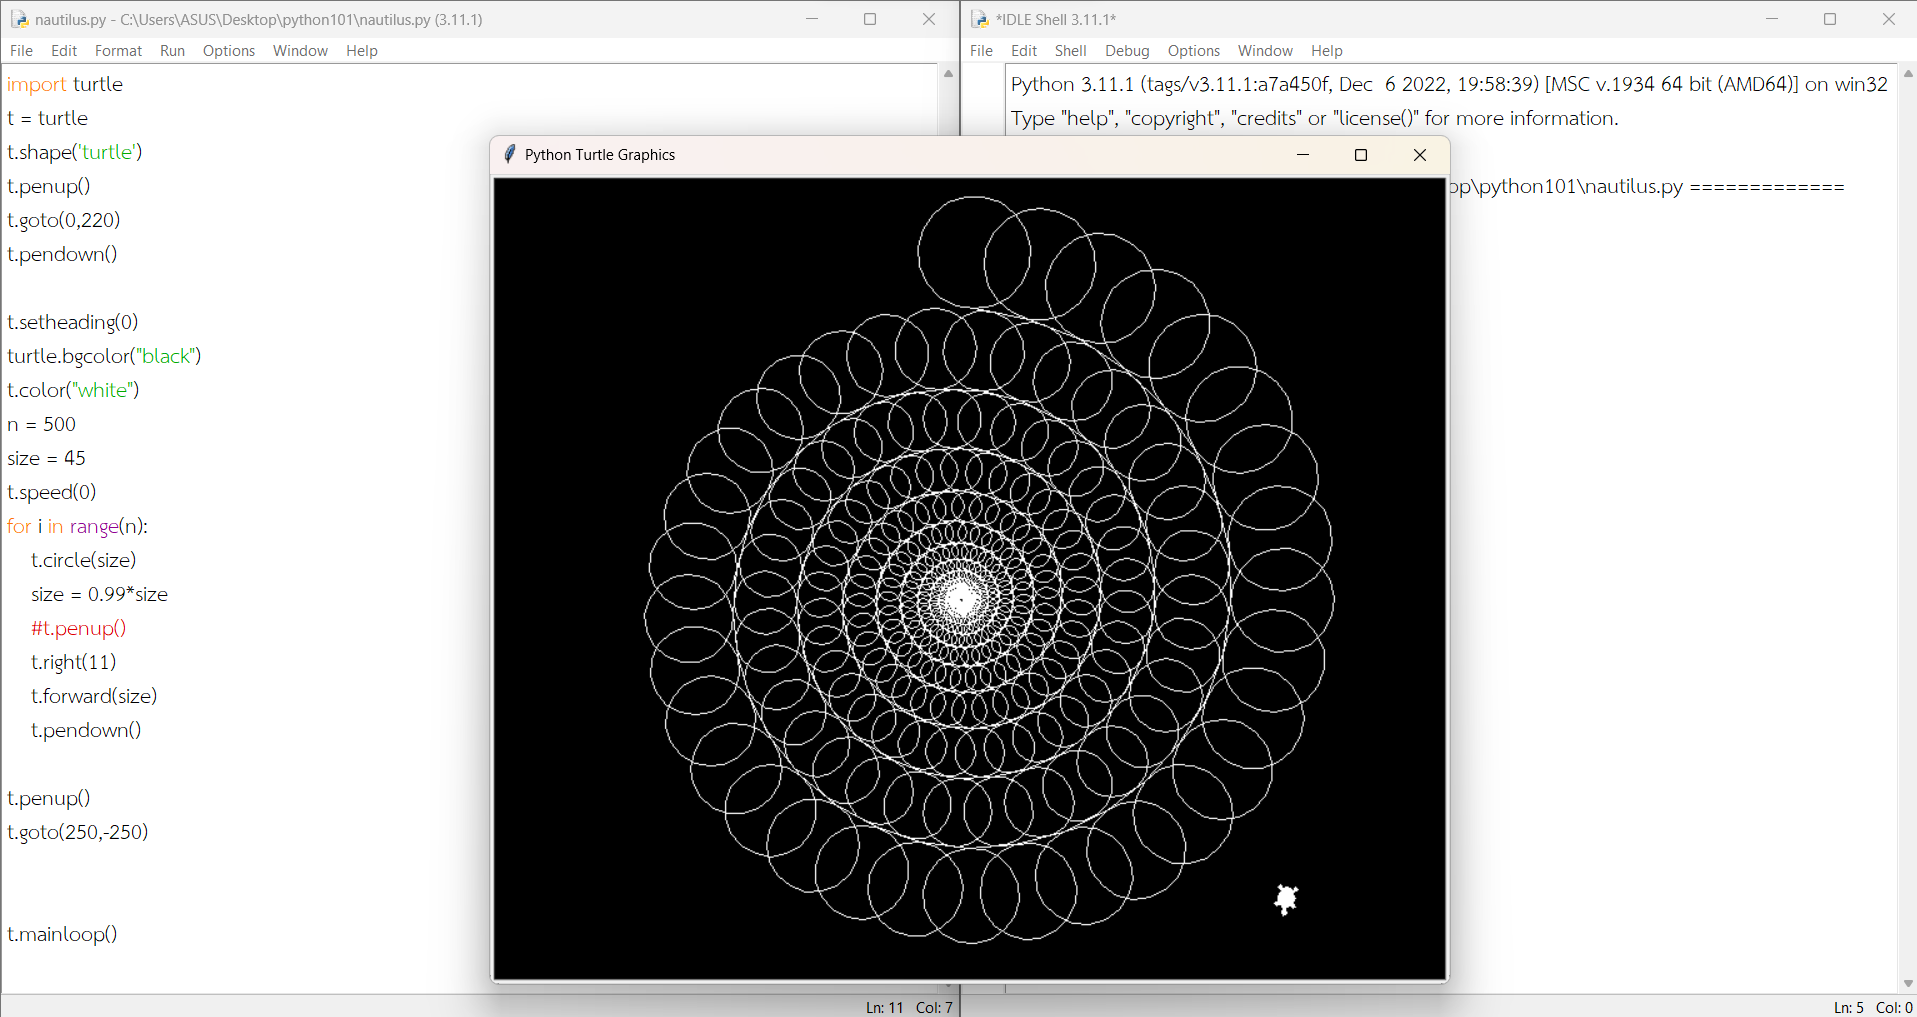 nautilus.py - C:\Users\ASUS\Desktop\python101\nautilus.py (3.11.1)
File Edit Format Run Options Window Help
import turtle
t = turtle
t.shape('turtle')
t.penup()
t.goto(0,220)
t.pendown()
t.setheading(0)
turtle.bgcolor("black")
t.color("white")
n = 500
size = 45
t.speed(0)
for i in range(n):
t.circle(size)
size = 0.99*size
#t.penup()
t.right(11)
t.forward(size)
t.pendown()
t.penup()
t.goto(250,-250)
t.mainloop()
Ln: 11 Col: 7
Python Turtle Graphics
*IDLE Shell 3.11.1*
File Edit Shell Debug Options Window Help
Python 3.11.1 (tags/v3.11.1:a7a450f, Dec  6 2022, 19:58:39) [MSC v.1934 64 bit (AMD64)] on win32
Type "help", "copyright", "credits" or "license()" for more information.
op\python101\nautilus.py =============
Ln: 5 Col: 0